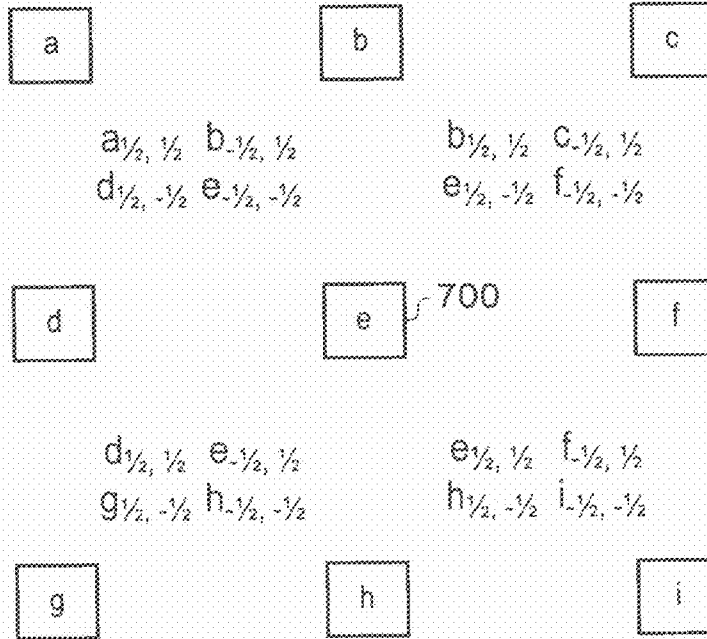 a b c
a½, ½ b-½, ½ b½, ½ c-½, ½
d½, -½ e-½, -½ e½, -½ f-½, -½
d e 700 f
d½, ½ e-½, ½ e½, ½ f-½, ½
g½, -½ h-½, -½ h½, -½ i-½, -½
g h i